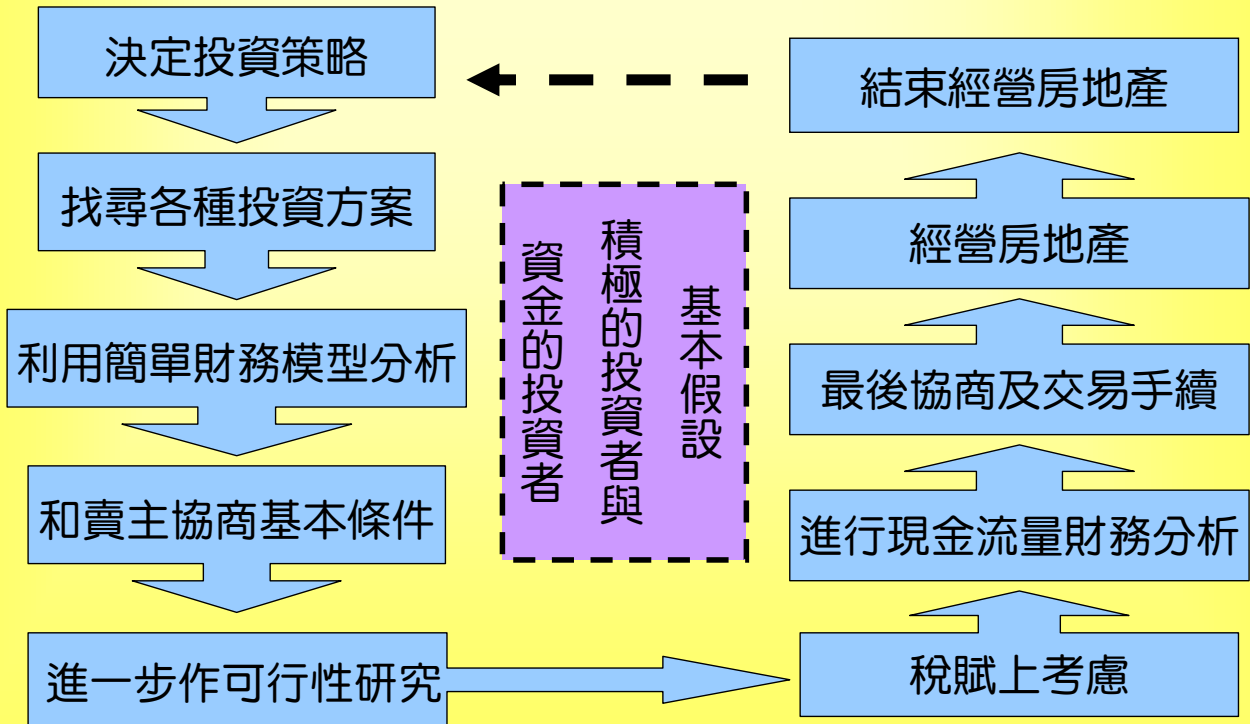 決定投資策略
找尋各種投資方案
利用簡單財務模型分析
和賣主協商基本條件
進一步作可行性研究
基本假設
積極的投資者與
資金的投資者
稅賦上考慮
進行現金流量財務分析
最後協商及交易手續
經營房地產
結束經營房地產